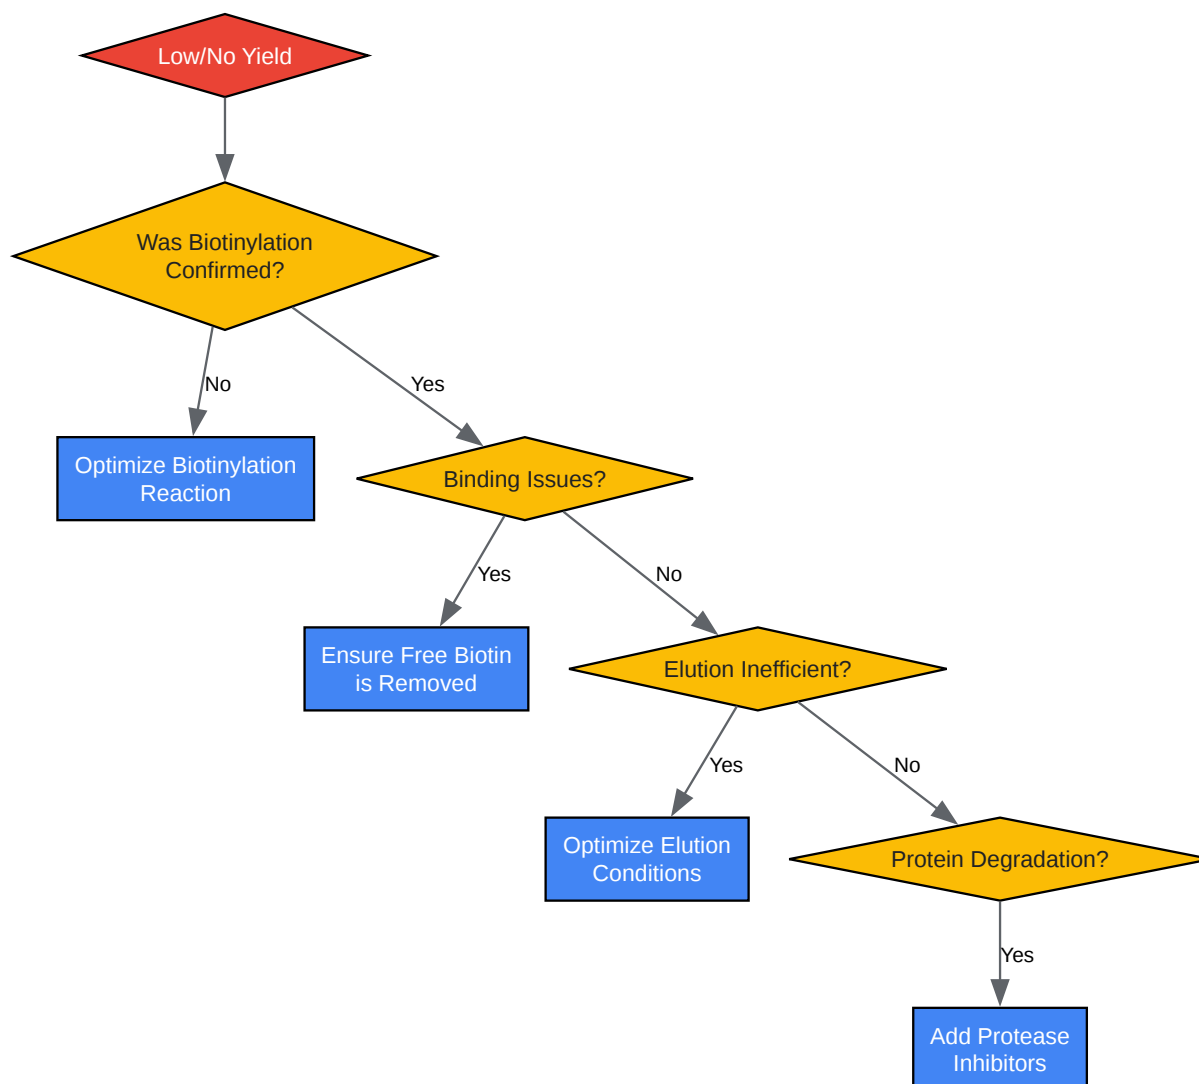 Low/No Yield
Was Biotinylation
Confirmed?
No
Yes
Optimize Biotinylation
Reaction
Binding Issues?
Yes
No
Ensure Free Biotin
is Removed
Elution Inefficient?
Yes
No
Optimize Elution
Conditions
Protein Degradation?
Yes
Add Protease
Inhibitors